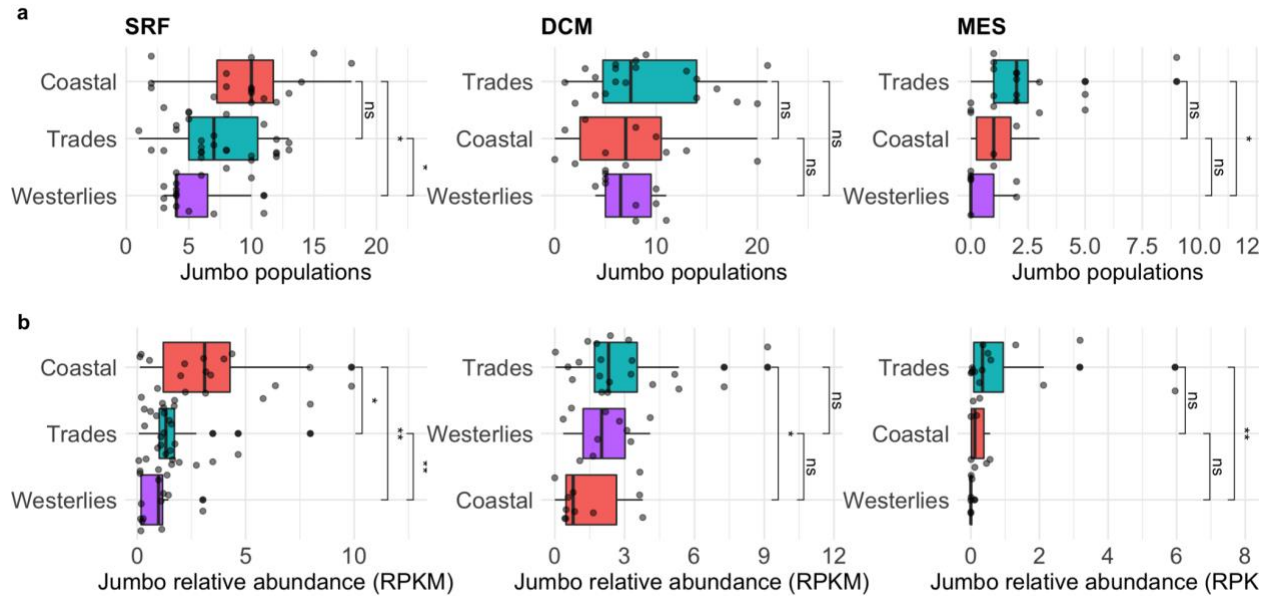 a
SRF
DCM
MES
Coastal
Trades
Westerlies
ns
*
*
0 5 10 15 20
Jumbo populations
Trades
Coastal
Westerlies
ns
ns
ns
0 10 20
Jumbo populations
Trades
Coastal
Westerlies
ns
ns
*
0.0 2.5 5.0 7.5 10.0 12
Jumbo populations
b
Coastal
Trades
Westerlies
*
**
**
0 5 10
Jumbo relative abundance (RPKM)
Trades
Westerlies
Coastal
ns
*
ns
0 3 6 9 12
Jumbo relative abundance (RPKM)
Trades
Coastal
Westerlies
ns
ns
**
0 2 4 6 8
Jumbo relative abundance (RPK